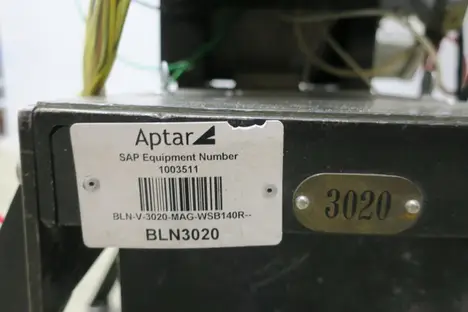 Aptar
SAP Equipment Number
1003511
BLN-V-3020-MAG-WSB140R--
BLN3020
3020